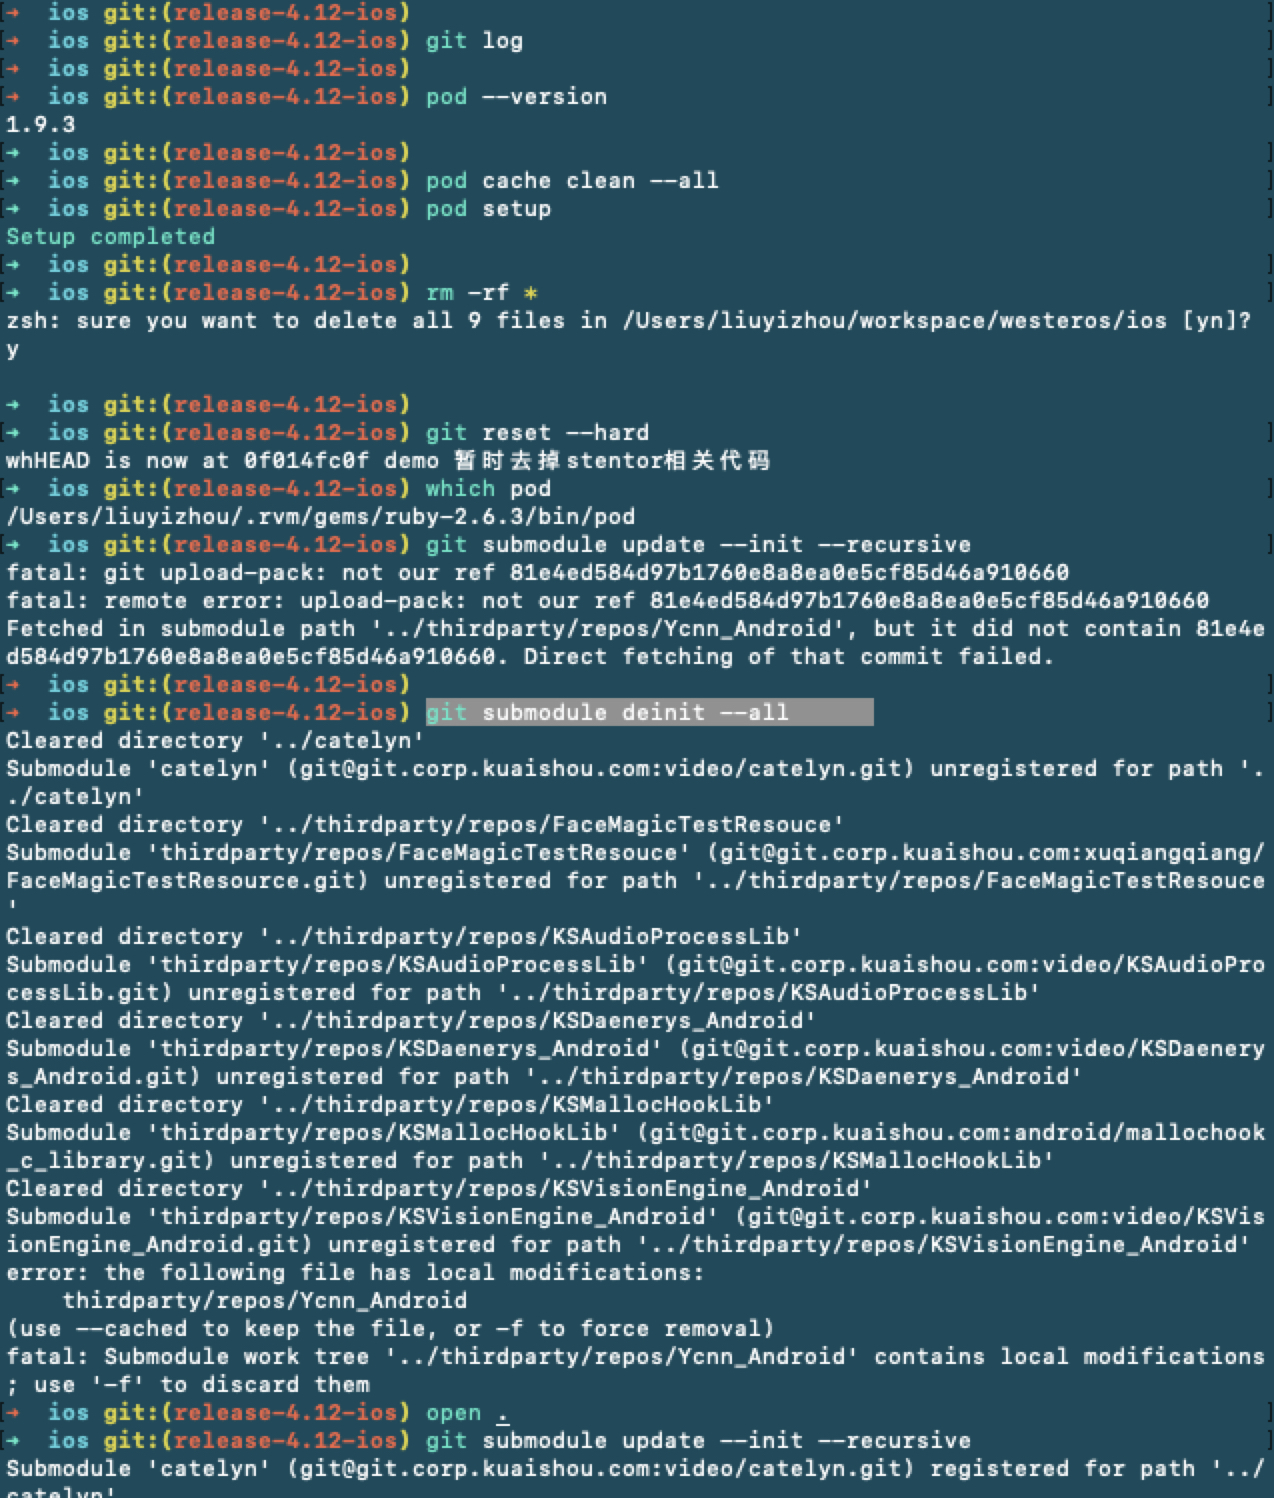 →  ios git:(release-4.12-ios)
→  ios git:(release-4.12-ios) git log
→  ios git:(release-4.12-ios)
→  ios git:(release-4.12-ios) pod --version
1.9.3
→  ios git:(release-4.12-ios)
→  ios git:(release-4.12-ios) pod cache clean --all
→  ios git:(release-4.12-ios) pod setup
Setup completed
→  ios git:(release-4.12-ios)
→  ios git:(release-4.12-ios) rm -rf *
zsh: sure you want to delete all 9 files in /Users/liuyizhou/workspace/westeros/ios [yn]?
y
→  ios git:(release-4.12-ios)
→  ios git:(release-4.12-ios) git reset --hard
whHEAD is now at 0f014fc0f demo 暂时去掉stentor相关代码
→  ios git:(release-4.12-ios) which pod
/Users/liuyizhou/.rvm/gems/ruby-2.6.3/bin/pod
→  ios git:(release-4.12-ios) git submodule update --init --recursive
fatal: git upload-pack: not our ref 81e4ed584d97b1760e8a8ea0e5cf85d46a910660
fatal: remote error: upload-pack: not our ref 81e4ed584d97b1760e8a8ea0e5cf85d46a910660
Fetched in submodule path '../thirdparty/repos/Ycnn_Android', but it did not contain 81e4e
d584d97b1760e8a8ea0e5cf85d46a910660. Direct fetching of that commit failed.
→  ios git:(release-4.12-ios)
→  ios git:(release-4.12-ios) git submodule deinit --all
Cleared directory '../catelyn'
Submodule 'catelyn' (git@git.corp.kuaishou.com:video/catelyn.git) unregistered for path '.
./catelyn'
Cleared directory '../thirdparty/repos/FaceMagicTestResouce'
Submodule 'thirdparty/repos/FaceMagicTestResouce' (git@git.corp.kuaishou.com:xuqiangqiang/
FaceMagicTestResource.git) unregistered for path '../thirdparty/repos/FaceMagicTestResouce
'
Cleared directory '../thirdparty/repos/KSAudioProcessLib'
Submodule 'thirdparty/repos/KSAudioProcessLib' (git@git.corp.kuaishou.com:video/KSAudioPro
cessLib.git) unregistered for path '../thirdparty/repos/KSAudioProcessLib'
Cleared directory '../thirdparty/repos/KSDaenerys_Android'
Submodule 'thirdparty/repos/KSDaenerys_Android' (git@git.corp.kuaishou.com:video/KSDaenery
s_Android.git) unregistered for path '../thirdparty/repos/KSDaenerys_Android'
Cleared directory '../thirdparty/repos/KSMallocHookLib'
Submodule 'thirdparty/repos/KSMallocHookLib' (git@git.corp.kuaishou.com:android/mallochook
_c_library.git) unregistered for path '../thirdparty/repos/KSMallocHookLib'
Cleared directory '../thirdparty/repos/KSVisionEngine_Android'
Submodule 'thirdparty/repos/KSVisionEngine_Android' (git@git.corp.kuaishou.com:video/KSVis
ionEngine_Android.git) unregistered for path '../thirdparty/repos/KSVisionEngine_Android'
error: the following file has local modifications:
    thirdparty/repos/Ycnn_Android
(use --cached to keep the file, or -f to force removal)
fatal: Submodule work tree '../thirdparty/repos/Ycnn_Android' contains local modifications
; use '-f' to discard them
→  ios git:(release-4.12-ios) open .
→  ios git:(release-4.12-ios) git submodule update --init --recursive
Submodule 'catelyn' (git@git.corp.kuaishou.com:video/catelyn.git) registered for path '../
catelyn'